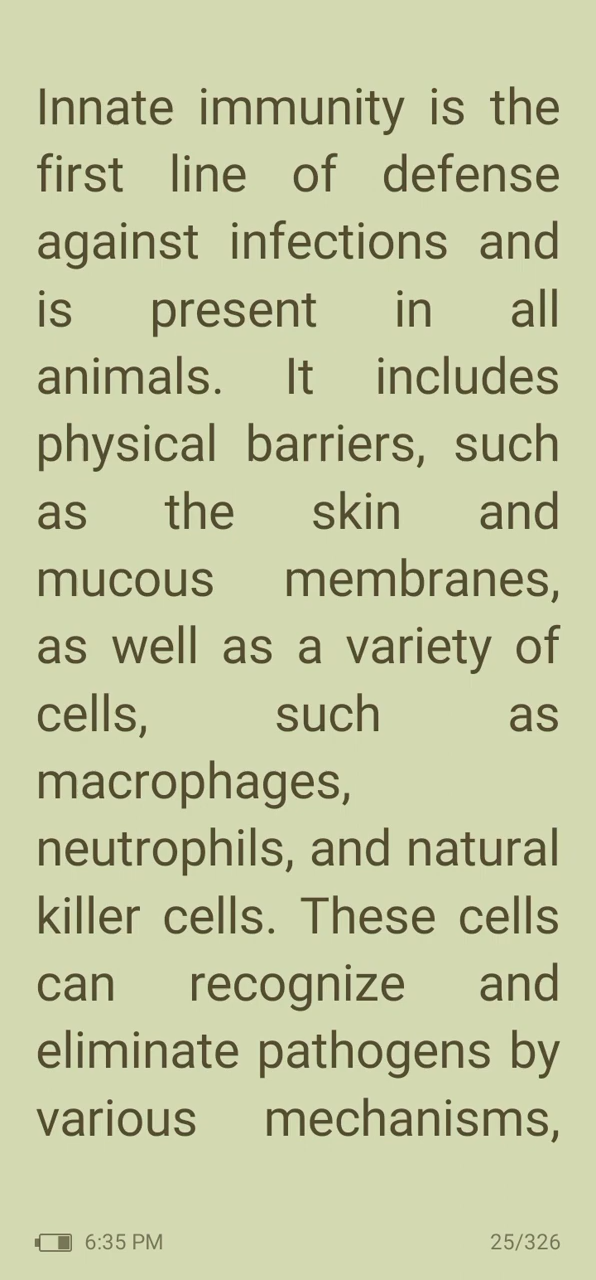 Innate immunity is the
first line of defense
against infections and
is present in all
animals. It includes
physical barriers, such
as the skin and
mucous membranes,
as well as a variety of
cells, such as
macrophages,
neutrophils, and natural
killer cells. These cells
can recognize and
eliminate pathogens by
various mechanisms,
6:35 PM 25/326